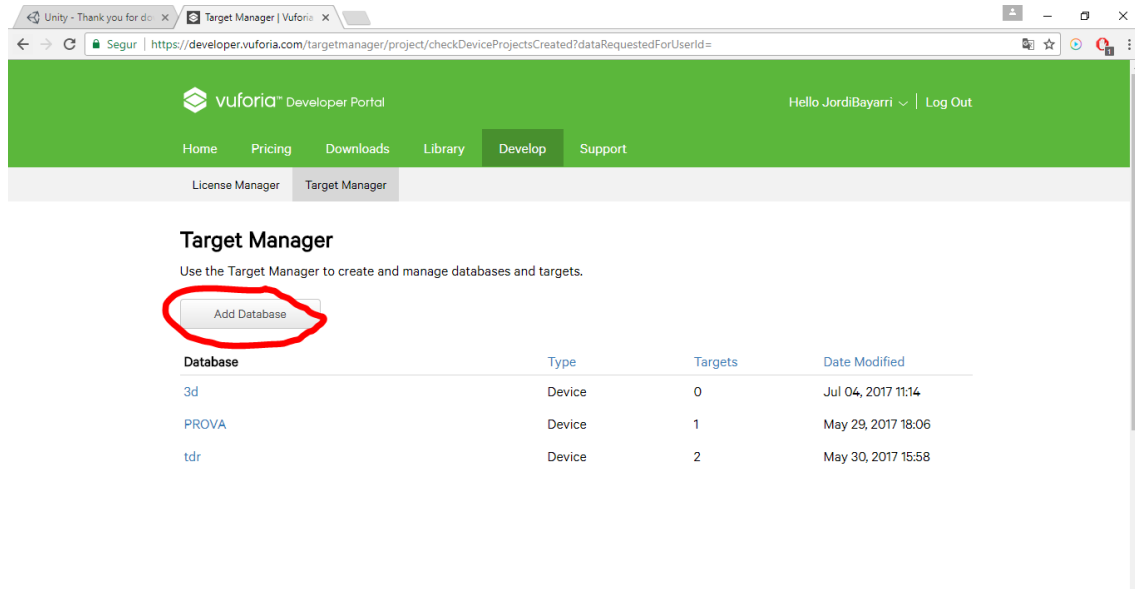 Unity - Thank you for do
Target Manager | Vuforia
Segur https://developer.vuforia.com/targetmanager/project/checkDeviceProjectsCreated?dataRequestedForUserId=
1
vuforia™ Developer Portal
Hello JordiBayarri Log Out
Home Pricing Downloads Library Develop Support
License Manager Target Manager
Target Manager
Use the Target Manager to create and manage databases and targets.
Add Database
Database Type Targets Date Modified
3d Device 0 Jul 04, 2017 11:14
PROVA Device 1 May 29, 2017 18:06
tdr Device 2 May 30, 2017 15:58